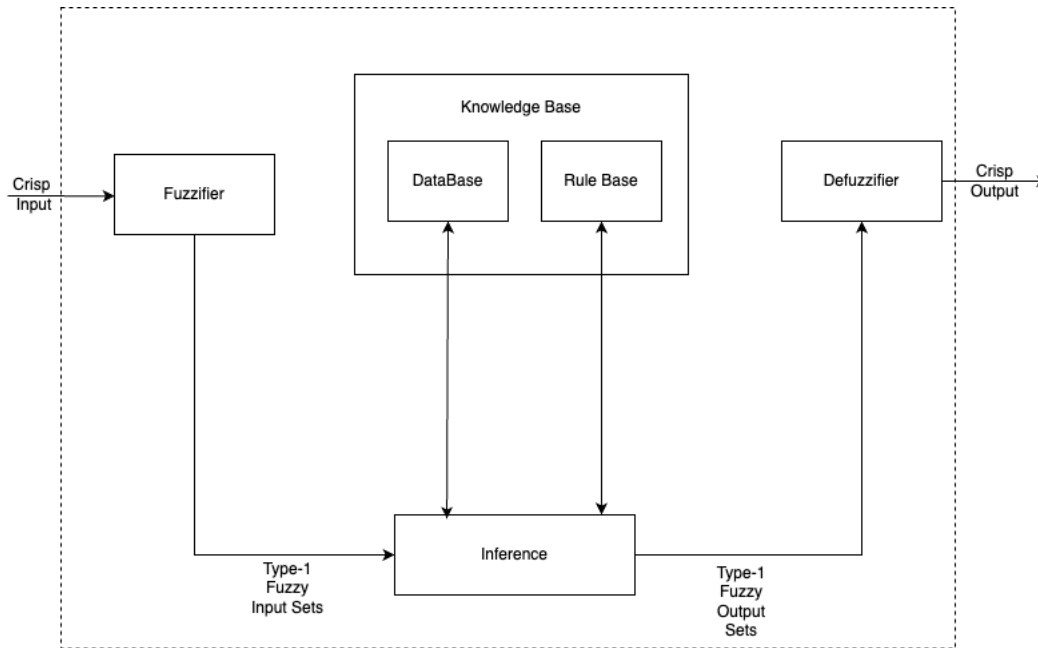 Knowledge Base
Crisp
Input
Fuzzifier
DataBase
Rule Base
Defuzzifier
Crisp
Output
Inference
Type-1
Fuzzy
Input Sets
Type-1
Fuzzy
Output
Sets